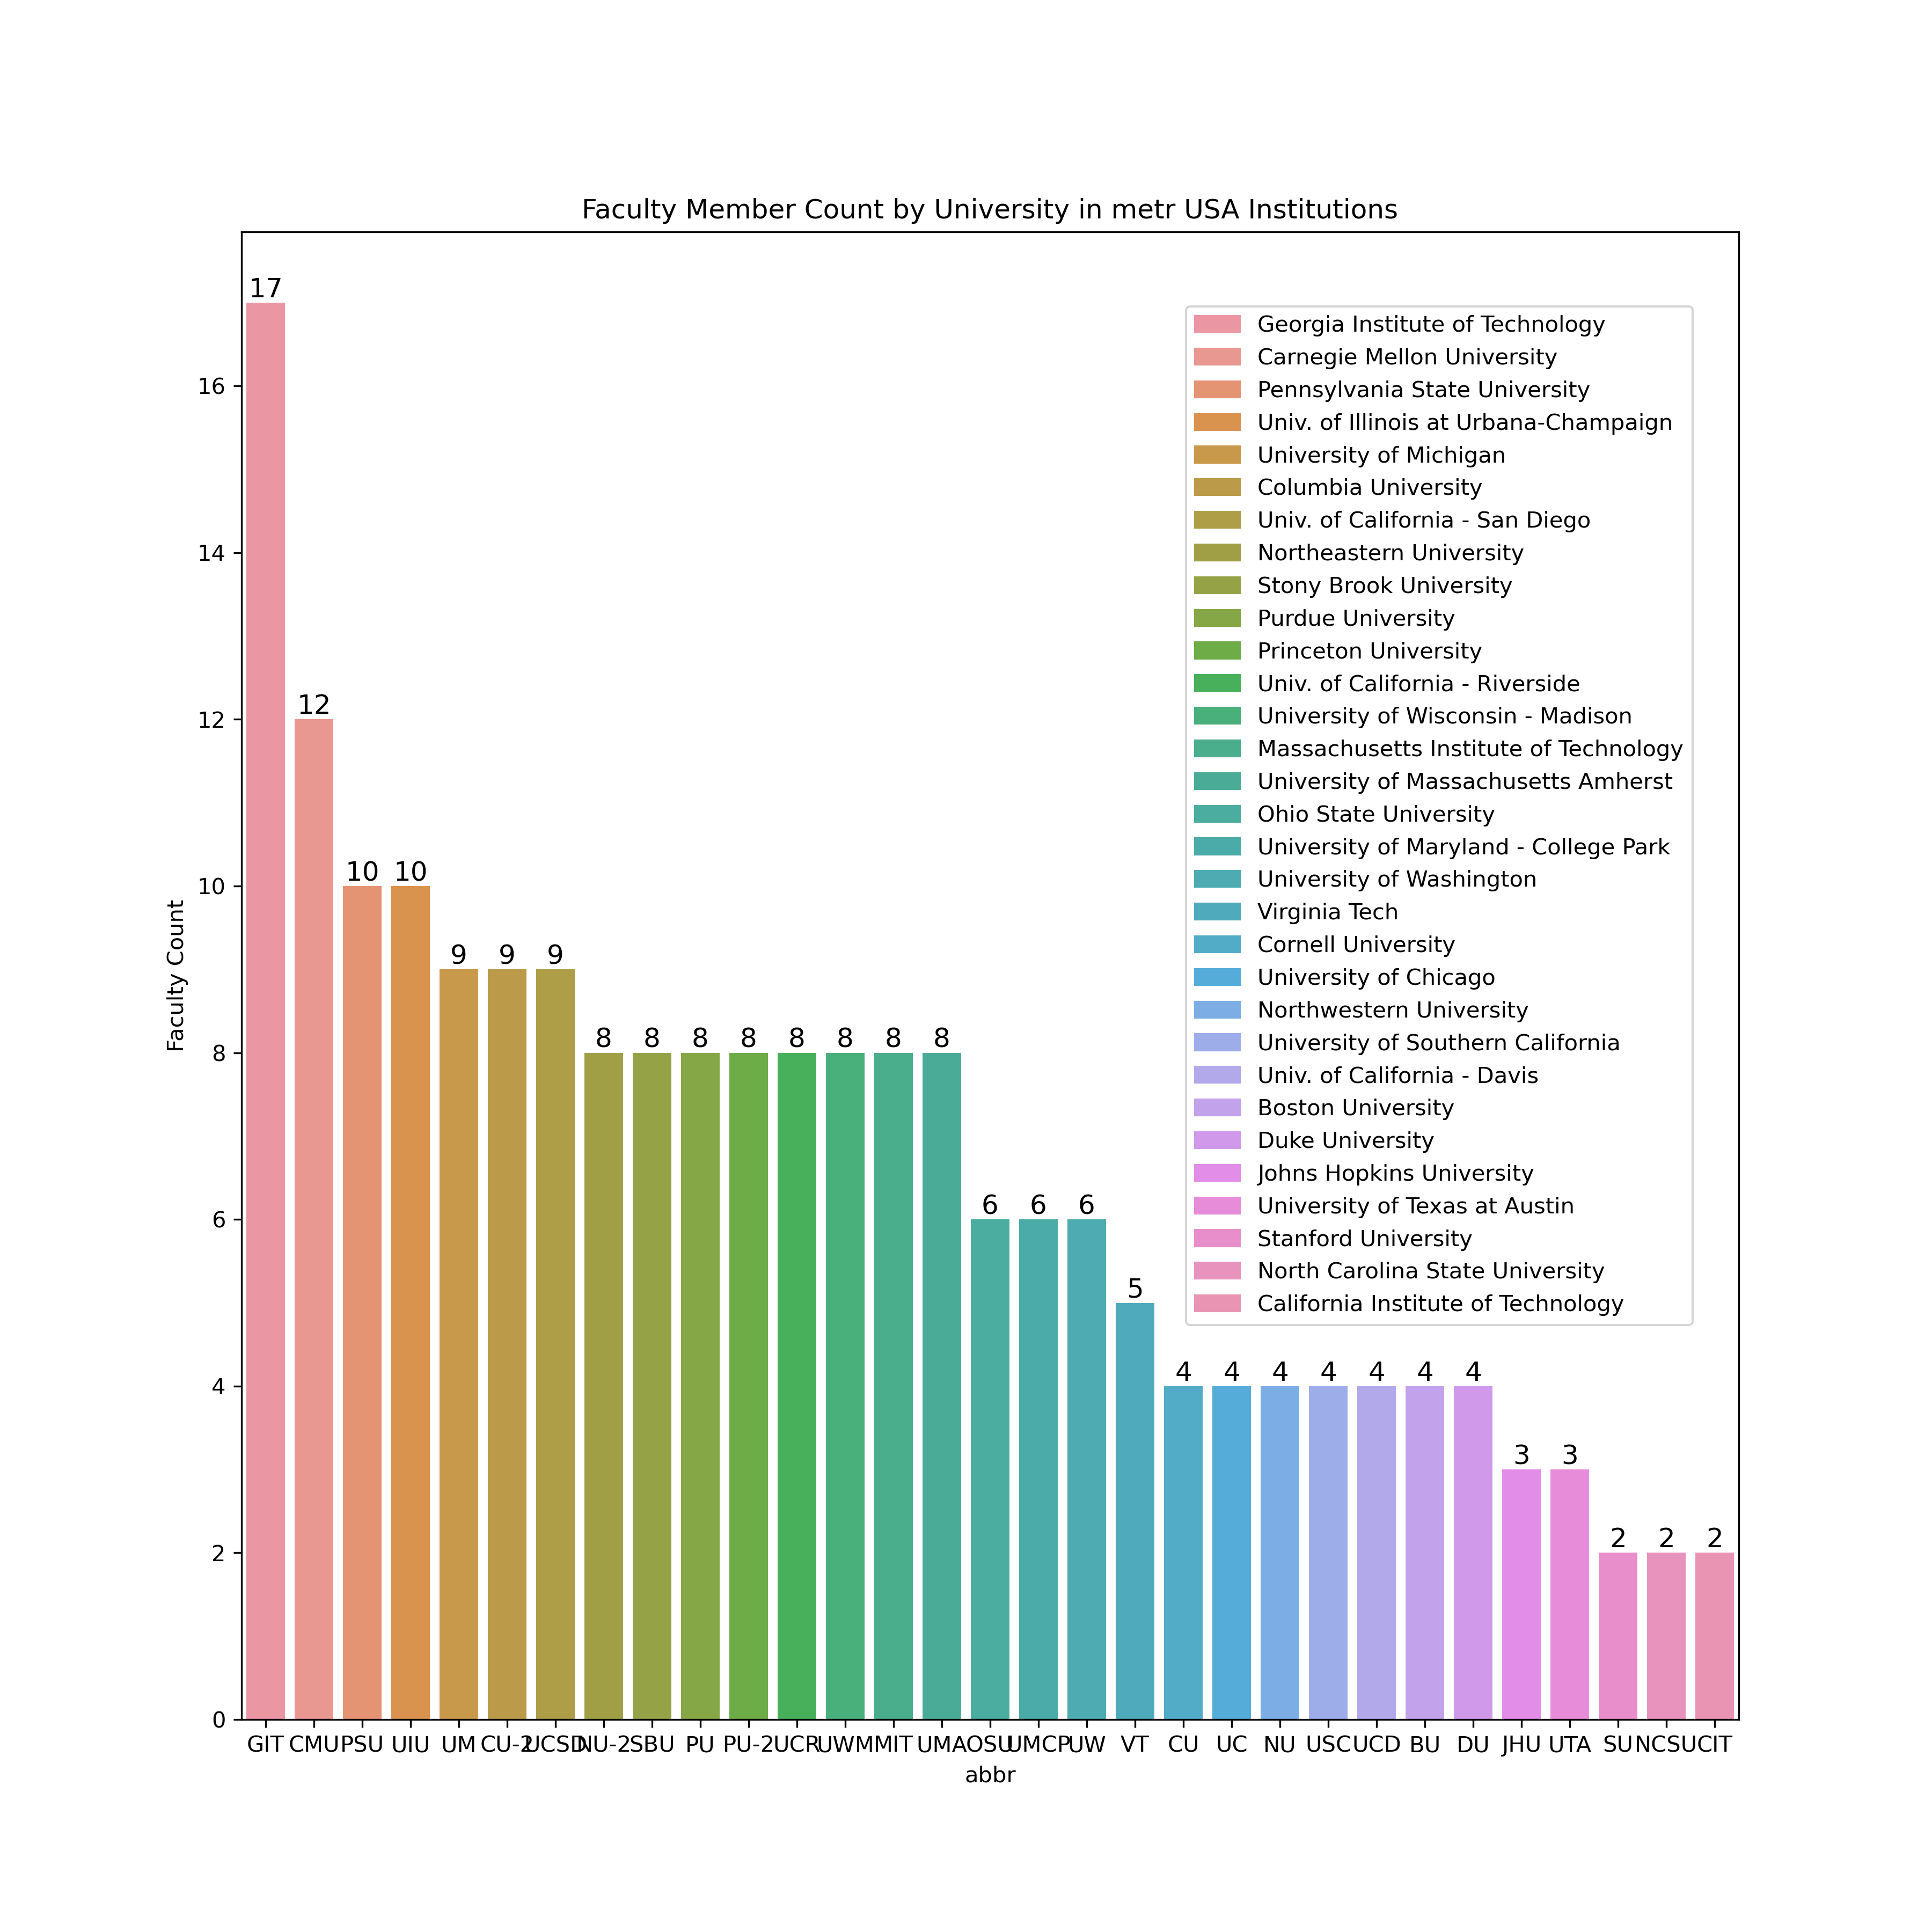 Faculty Member Count by University in metr USA Institutions
17
12
10 10
9 9 9
8 8 8 8 8 8 8 8
6 6 6
5
4 4 4 4 4 4 4
3 3
2 2 2
Georgia Institute of Technology
Carnegie Mellon University
Pennsylvania State University
Univ. of Illinois at Urbana-Champaign
University of Michigan
Columbia University
Univ. of California - San Diego
Northeastern University
Stony Brook University
Purdue University
Princeton University
Univ. of California - Riverside
University of Wisconsin - Madison
Massachusetts Institute of Technology
University of Massachusetts Amherst
Ohio State University
University of Maryland - College Park
University of Washington
Virginia Tech
Cornell University
University of Chicago
Northwestern University
University of Southern California
Univ. of California - Davis
Boston University
Duke University
Johns Hopkins University
University of Texas at Austin
Stanford University
North Carolina State University
California Institute of Technology
Faculty Count
16
14
12
10
8
6
4
2
0
GIT CMU PSU UIU UM CU-2 UCSD NU-2 SBU PU PU-2 UCR UWM MIT UMA OSU UMCP UW VT CU UC NU USC UCD BU DU JHU UTA SU NCSU CIT
abbr